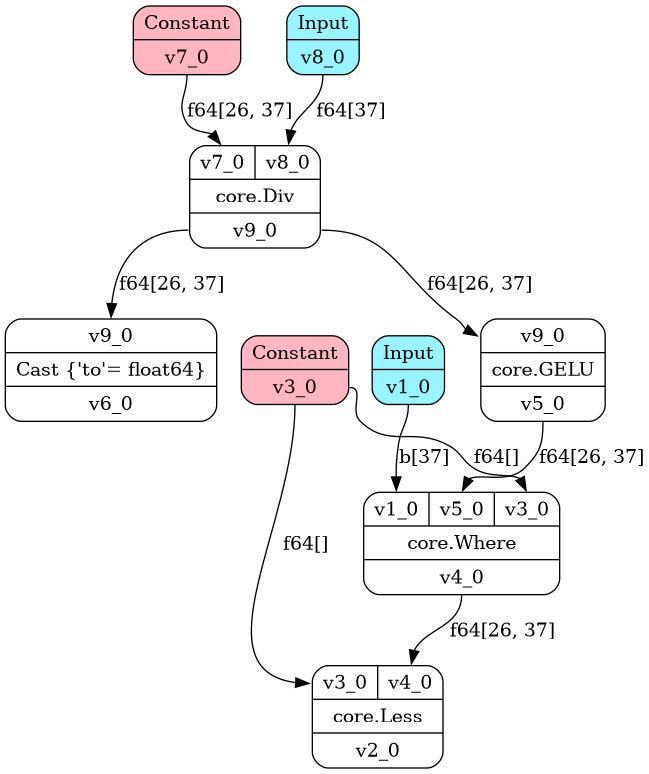 Constant
v7_0
Input
v8_0
f64[26, 37]
f64[37]
v7_0
v8_0
core.Div
v9_0
f64[26, 37]
f64[26, 37]
v9_0
Cast {'to'= float64}
v6_0
Constant
v3_0
Input
v1_0
v9_0
core.GELU
v5_0
b[37]
f64[]
f64[26, 37]
v1_0
v5_0
v3_0
core.Where
v4_0
f64[]
f64[26, 37]
v3_0
v4_0
core.Less
v2_0